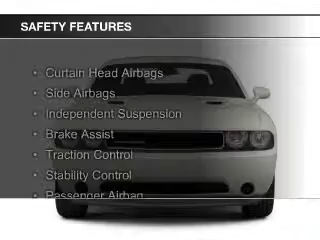 SAFETY FEATURES
• Curtain Head Airbags
• Side Airbags
• Independent Suspension
• Brake Assist
• Traction Control
• Stability Control
• Passenger Airbag